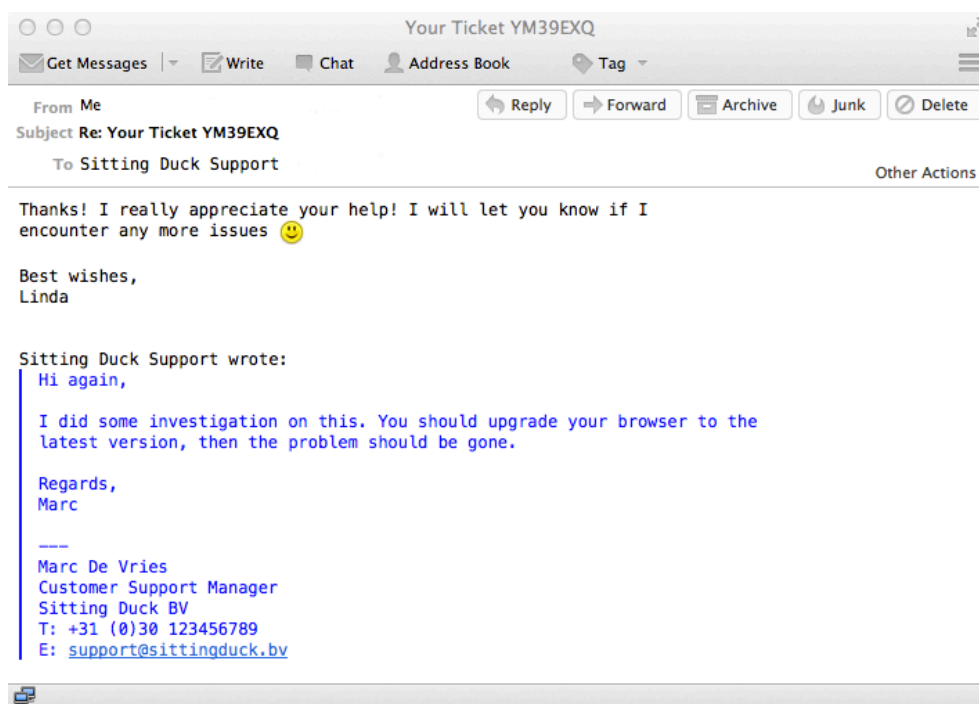 Your Ticket YM39EXQ
Get Messages Write Chat Address Book Tag
From Me Reply Forward Archive Junk Delete
Subject Re: Your Ticket YM39EXQ
To Sitting Duck Support
Other Actions
Thanks! I really appreciate your help! I will let you know if I
encounter any more issues
Best wishes,
Linda
Sitting Duck Support wrote:
Hi again,
I did some investigation on this. You should upgrade your browser to the
latest version, then the problem should be gone.
Regards,
Marc
———
Marc De Vries
Customer Support Manager
Sitting Duck BV
T: +31 (0)30 123456789
E: support@sittingduck.bv